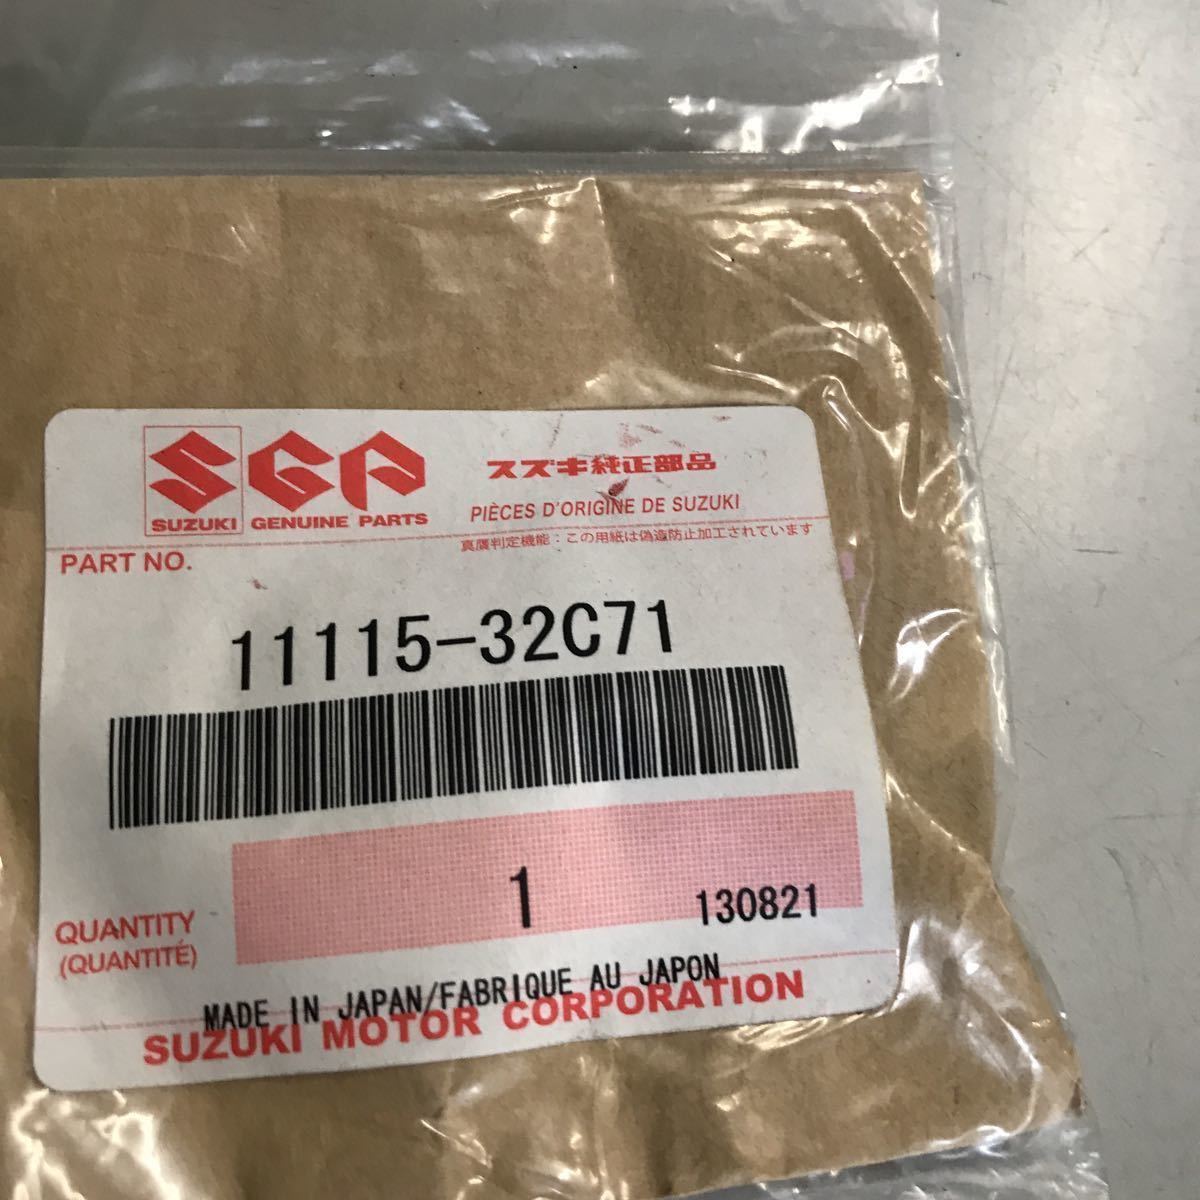 SGP
SUZUKI GENUINE PARTS
スズキ純正部品
PIÈCES D'ORIGINE DE SUZUKI
真贋判定機能：この用紙は偽造防止加工されています
PART NO.
11115-32C71
1
130821
QUANTITY
(QUANTITÉ)
MADE IN JAPAN/FABRIQUE AU JAPON
SUZUKI MOTOR CORPORATION